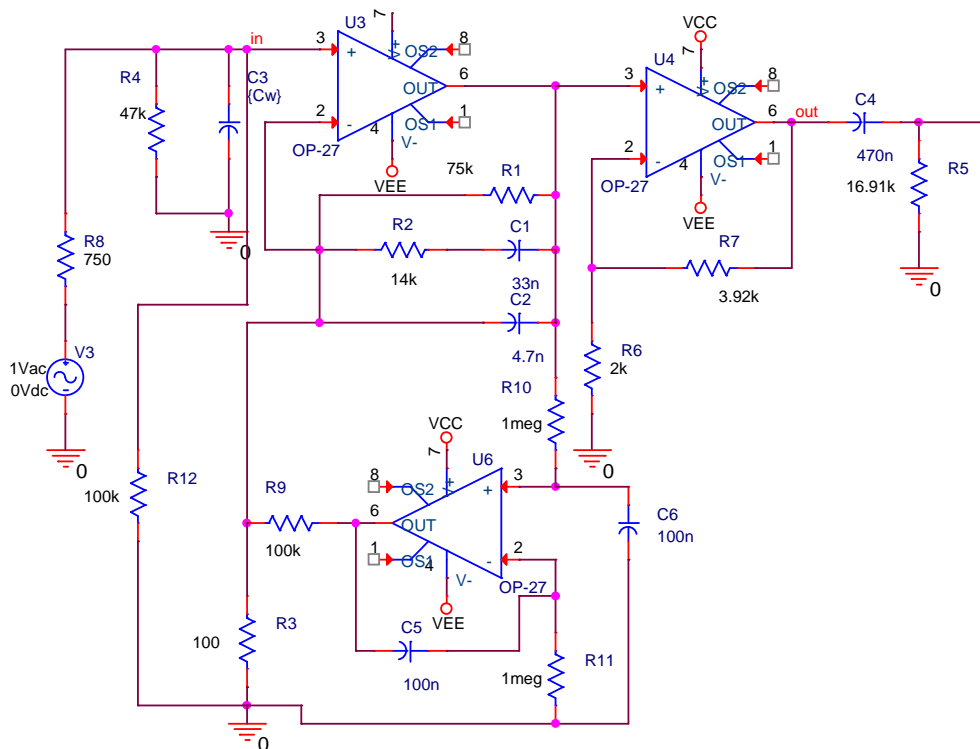 7
U3
VCC
in
3
+
V+
OS2
8
7
U4
R4
C3
{Cw}
6
OUT
3
+
V+
OS2
8
47k
2
-
4
OS1
1
6
OUT
out
C4
OP-27
V-
2
-
4
OS1
1
470n
R5
VEE
75k
R1
OP-27
V-
16.91k
VEE
R8
750
R2
C1
R7
0
14k
33n
3.92k
0
C2
V3
1Vac
0Vdc
4.7n
R6
2k
R10
VCC
1meg
0
7
U6
0
R12
R9
8
OS2
V+
+
3
100k
6
OUT
C6
100n
100k
1
OS1
4
-
2
V-
OP-27
VEE
R3
C5
100
R11
100n
1meg
0